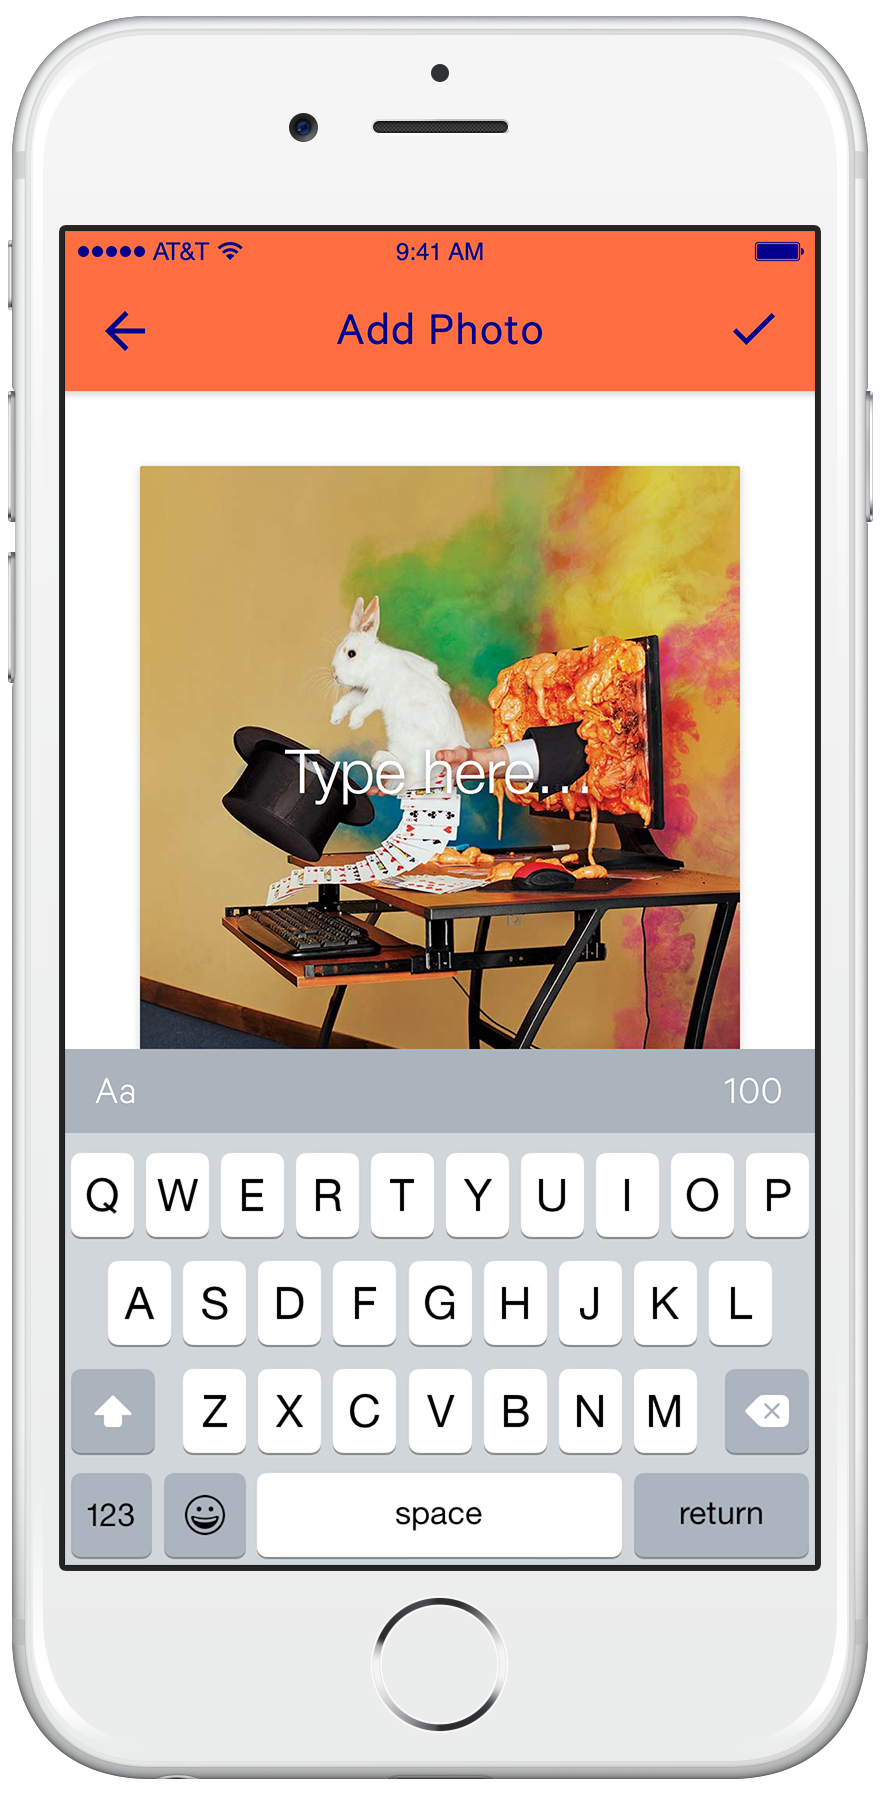 AT&T 9:41 AM
Add Photo
Type here...
Aa 100
Q W E R T Y U I O P
A S D F G H J K L
Z X C V B N M
123 space return